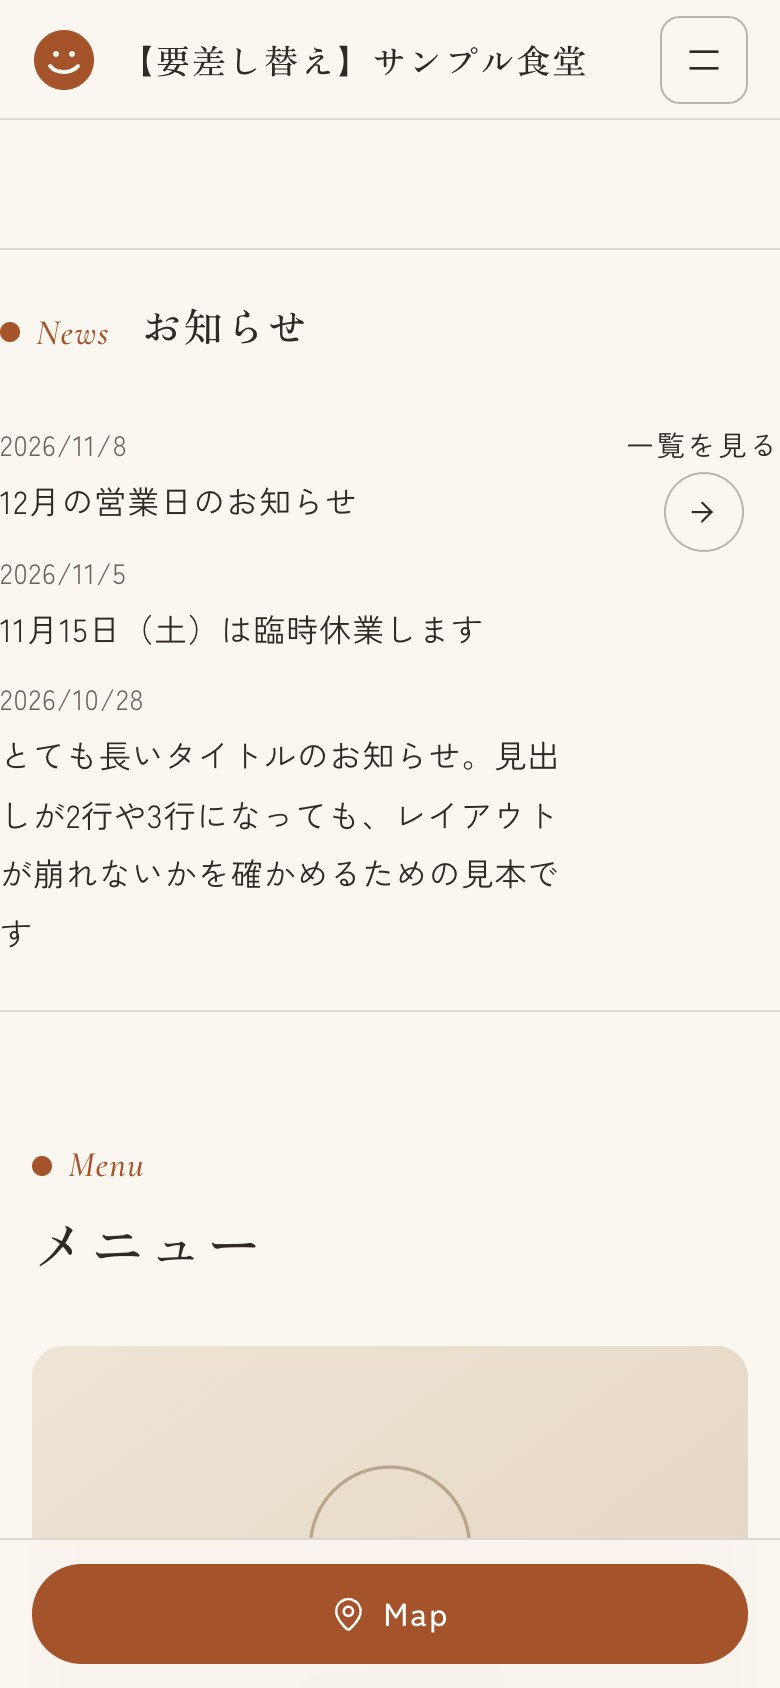 【要差し替え】サンプル食堂
News お知らせ
2026/11/8
一覧を見る
12月の営業日のお知らせ
2026/11/5
11月15日（土）は臨時休業します
2026/10/28
とても長いタイトルのお知らせ。見出
しが2行や3行になっても、レイアウト
が崩れないかを確かめるための見本で
す
Menu
メニュー
Map